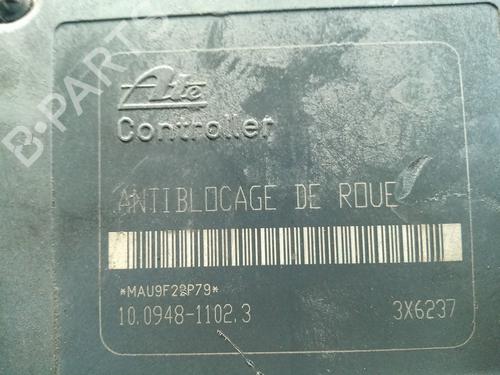 B-PARTS
Ate
Controller
ANTIBLOCAGE DE ROUE
*MAU9F22P79*
10.0948-1102.3 3X6237